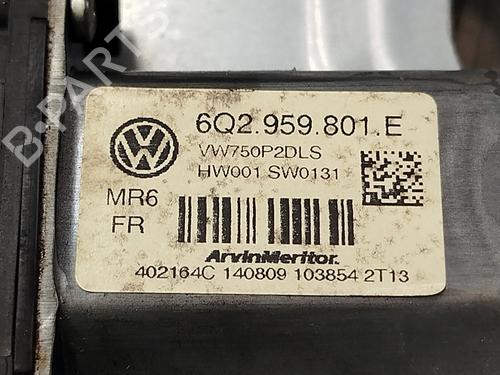 B-PARTS
6Q2.959.801.E
VW750P2DLS
HW001 SW0131
MR6
FR
ArvinMeritor.
402164C 140809 103854 2T13